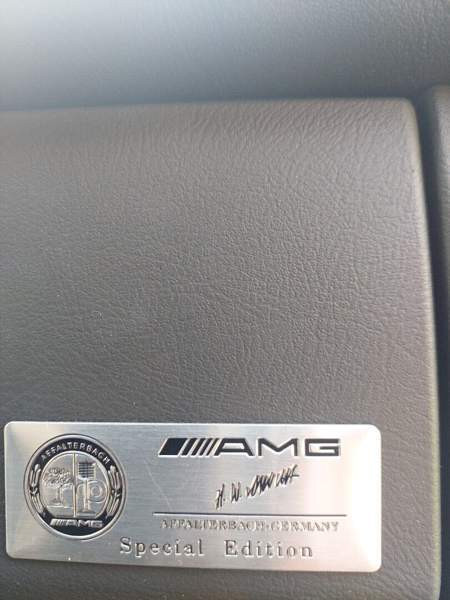 AFFALTERBACH
AMG
AMG
AFFALTERBACH-GERMANY
Special Edition